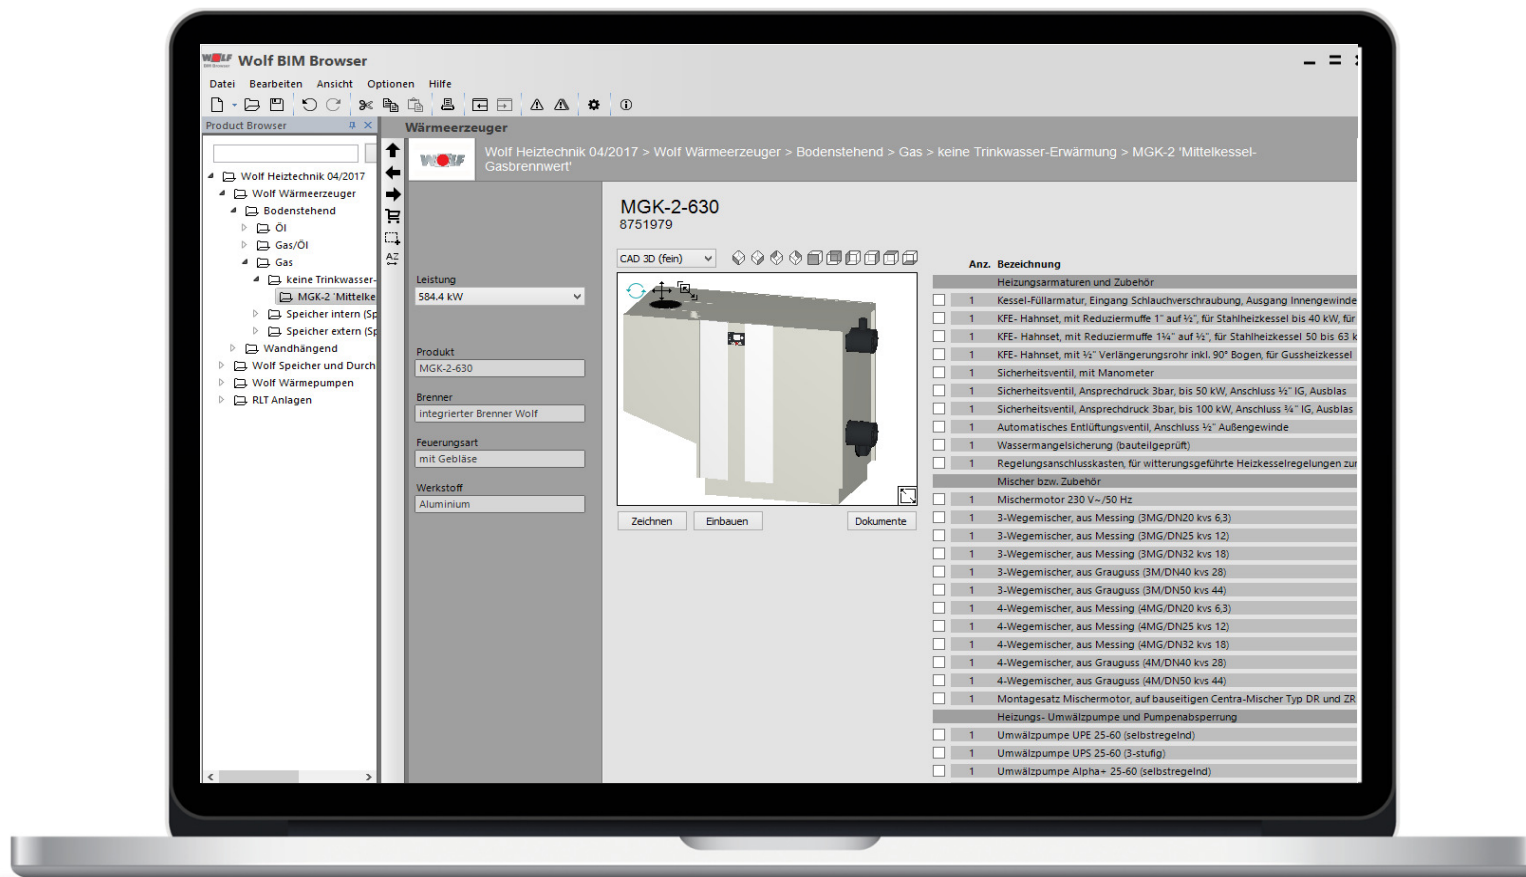 WOLF
Wolf BIM Browser
Datei Bearbeiten Ansicht Optionen Hilfe
Product Browser
Wärmeerzeuger
WOLF
Wolf Heiztechnik 04/2017 > Wolf Wärmeerzeuger > Bodenstehend > Gas > keine Trinkwasser-Erwärmung > MGK-2 'Mittelkessel-
Gasbrennwert'
Wolf Heiztechnik 04/2017
Wolf Wärmeerzeuger
Bodenstehend
Öl
Gas/Öl
Gas
keine Trinkwasser-
MGK-2 'Mittelke
Speicher intern (Sp
Speicher extern (Sp
Wandhängend
Wolf Speicher und Durch
Wolf Wärmepumpen
RLT Anlagen
AZ
Leistung
584.4 kW
Produkt
MGK-2-630
Brenner
integrierter Brenner Wolf
Feuerungsart
mit Gebläse
Werkstoff
Aluminium
MGK-2-630
8751979
CAD 3D (fein)
Zeichnen Einbauen Dokumente
Anz. Bezeichnung
Heizungsarmaturen und Zubehör
1 Kessel-Füllarmatur, Eingang Schlauchverschraubung, Ausgang Innengewinde
1 KFE- Hahnset, mit Reduziermuffe 1" auf ½", für Stahlheizkessel bis 40 kW, für
1 KFE- Hahnset, mit Reduziermuffe 1¼" auf ½", für Stahlheizkessel 50 bis 63 k
1 KFE- Hahnset, mit ½" Verlängerungsrohr inkl. 90° Bogen, für Gussheizkessel
1 Sicherheitsventil, mit Manometer
1 Sicherheitsventil, Ansprechdruck 3bar, bis 50 kW, Anschluss ½" IG, Ausblas
1 Sicherheitsventil, Ansprechdruck 3bar, bis 100 kW, Anschluss ¾" IG, Ausblas
1 Automatisches Entlüftungsventil, Anschluss ½" Außengewinde
1 Wassermangelsicherung (bauteilgeprüft)
1 Regelungsanschlusskasten, für witterungsgeführte Heizkesselregelungen zur
Mischer bzw. Zubehör
1 Mischermotor 230 V~/50 Hz
1 3-Wegemischer, aus Messing (3MG/DN20 kvs 6,3)
1 3-Wegemischer, aus Messing (3MG/DN25 kvs 12)
1 3-Wegemischer, aus Messing (3MG/DN32 kvs 18)
1 3-Wegemischer, aus Grauguss (3M/DN40 kvs 28)
1 3-Wegemischer, aus Grauguss (3M/DN50 kvs 44)
1 4-Wegemischer, aus Messing (4MG/DN20 kvs 6,3)
1 4-Wegemischer, aus Messing (4MG/DN25 kvs 12)
1 4-Wegemischer, aus Messing (4MG/DN32 kvs 18)
1 4-Wegemischer, aus Grauguss (4M/DN40 kvs 28)
1 4-Wegemischer, aus Grauguss (4M/DN50 kvs 44)
1 Montagesatz Mischermotor, auf bauseitigen Centra-Mischer Typ DR und ZR
Heizungs- Umwälzpumpe und Pumpenabsperrung
1 Umwälzpumpe UPE 25-60 (selbstregelnd)
1 Umwälzpumpe UPS 25-60 (3-stufig)
1 Umwälzpumpe Alpha+ 25-60 (selbstregelnd)